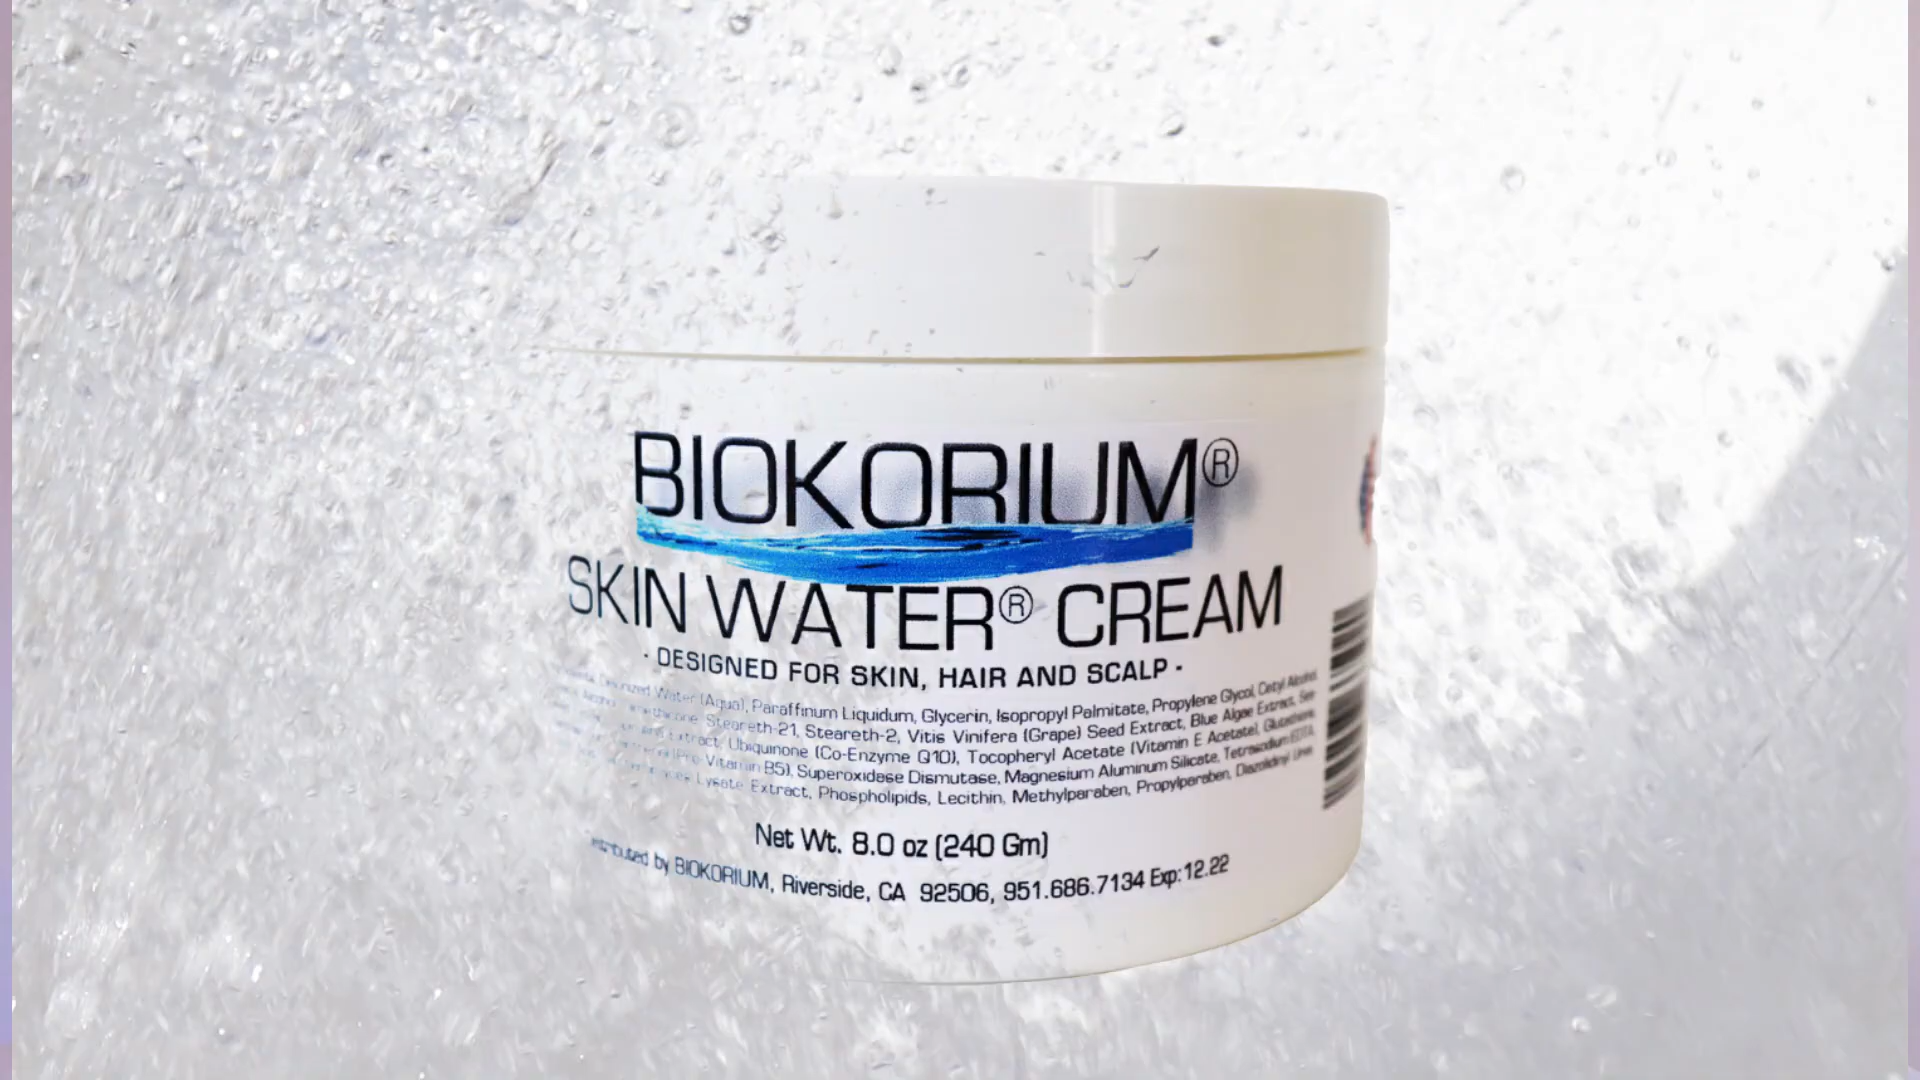 BIOKORIUM®
SKIN WATER® CREAM
- DESIGNED FOR SKIN, HAIR AND SCALP -
Water (Aqua), Paraffinum Liquidum, Glycerin, Isopropyl Palmitate, Propylene Glycol, Cetyl Alcohol,
Steareth-21, Steareth-2, Vitis Vinifera (Grape) Seed Extract, Blue Algae Extract,
Extract, Ubiquinone (Co-Enzyme Q10), Tocopheryl Acetate (Vitamin E Acetate), Glutathione,
(Pro Vitamin B5), Superoxidase Dismutase, Magnesium Aluminum Silicate, Tetrasodium EDTA,
Lysate Extract, Phospholipids, Lecithin, Methylparaben, Propylparaben, Diazolidinyl Urea
Net Wt. 8.0 oz (240 Gm)
by BIOKORIUM, Riverside, CA 92506, 951.686.7134 Exp: 12.22